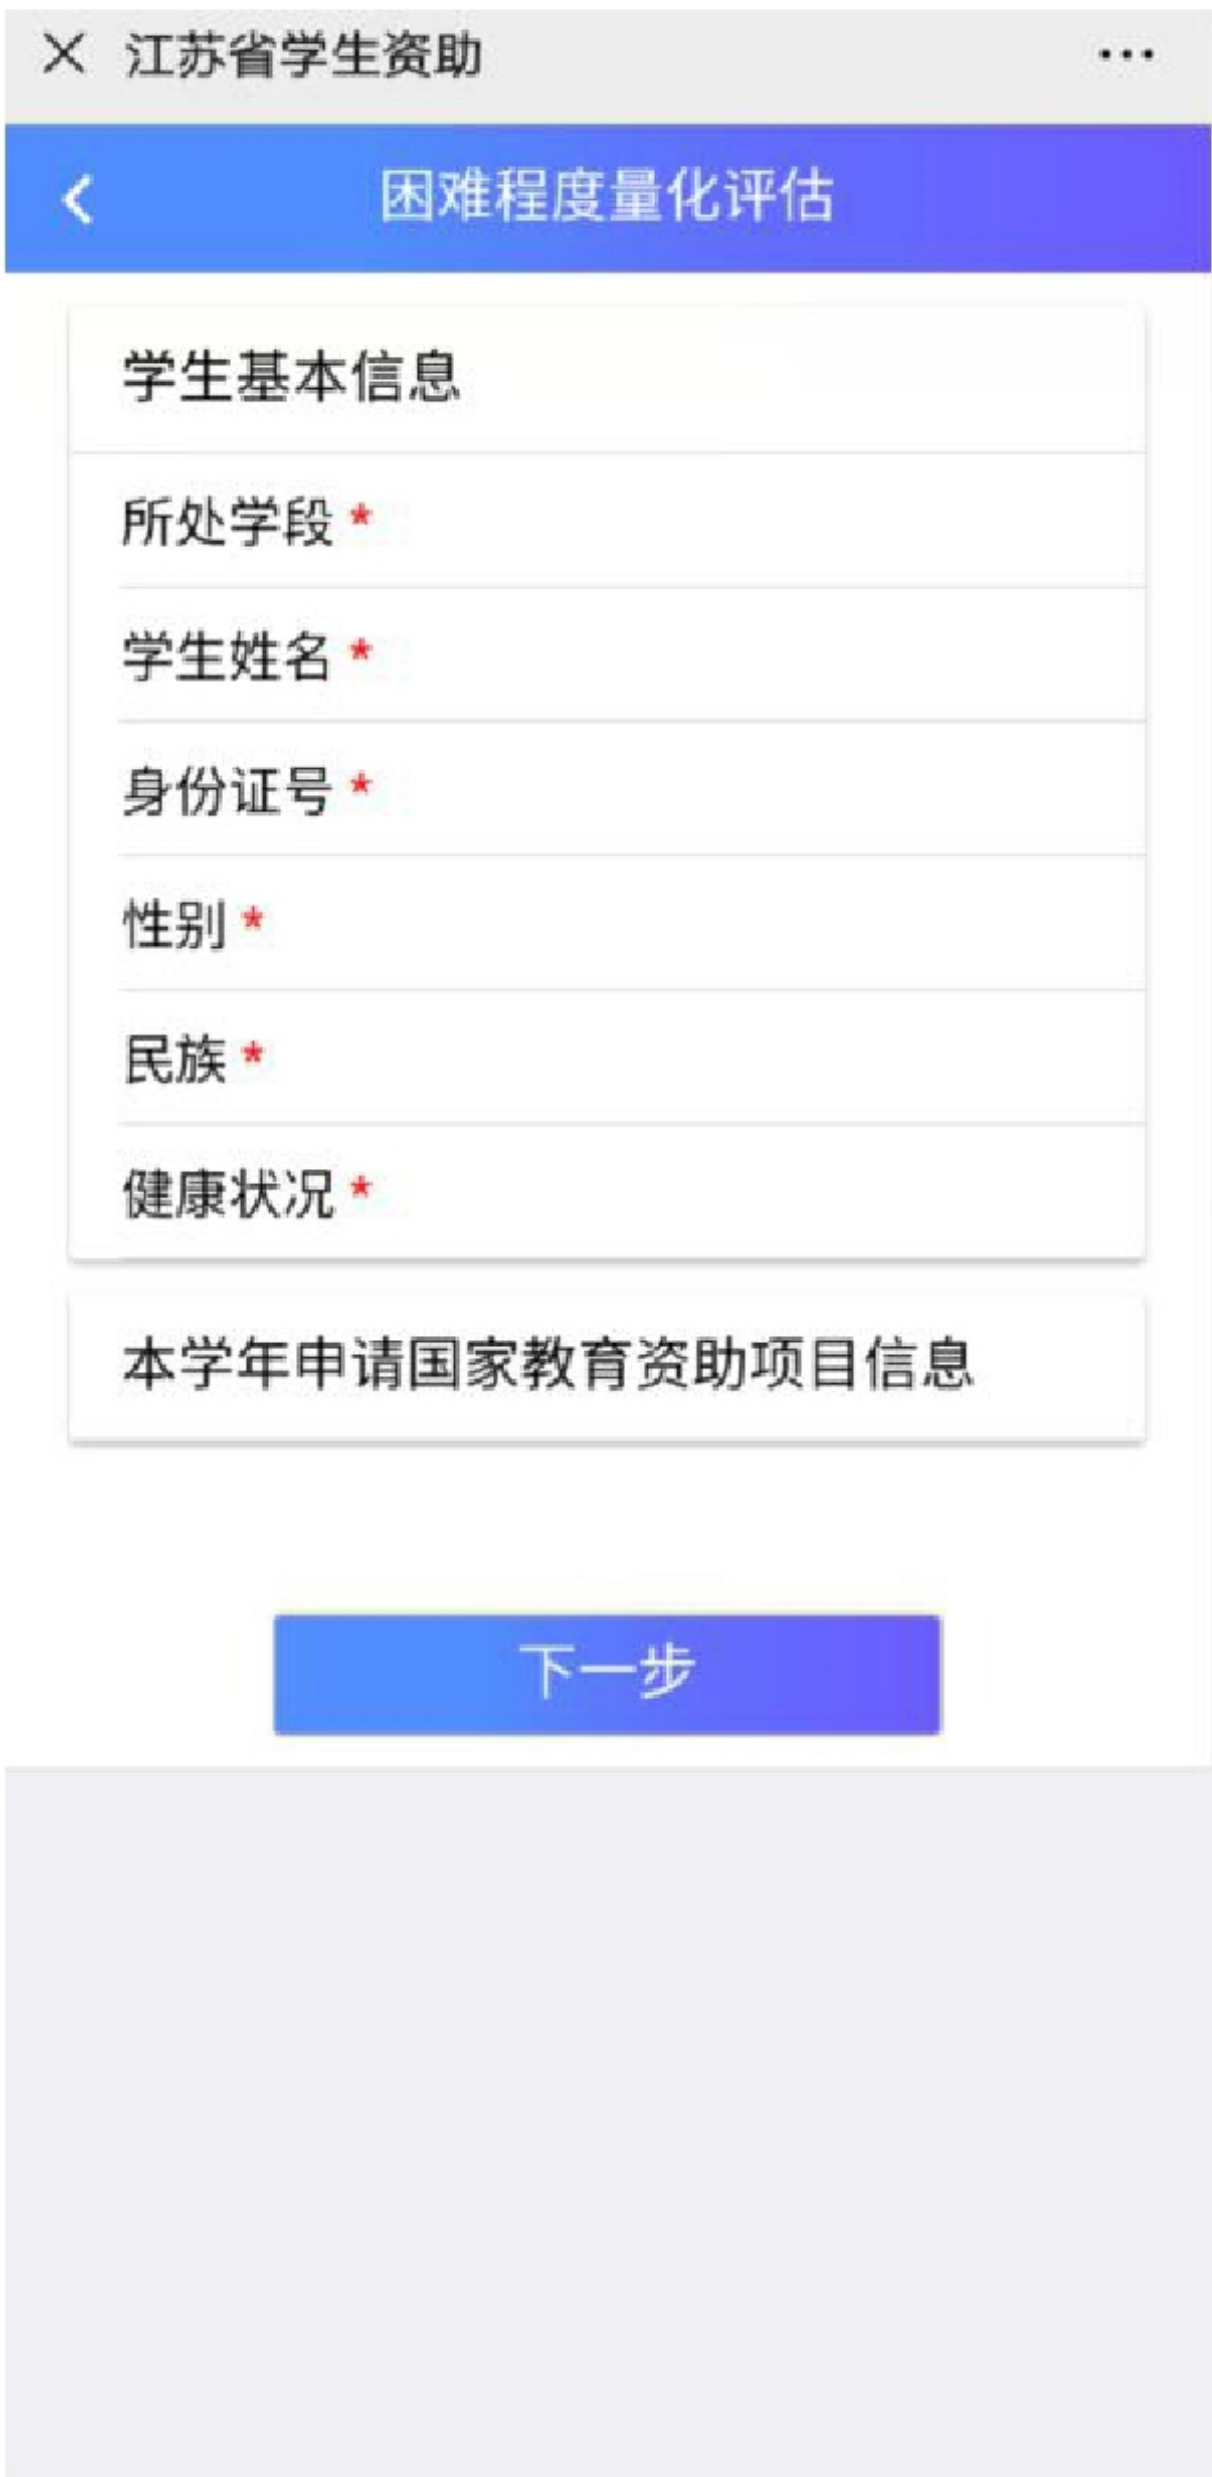 江苏省学生资助
困难程度量化评估
学生基本信息
所处学段 *
学生姓名 *
身份证号 *
性别 *
民族 *
健康状况 *
本学年申请国家教育资助项目信息
下一步